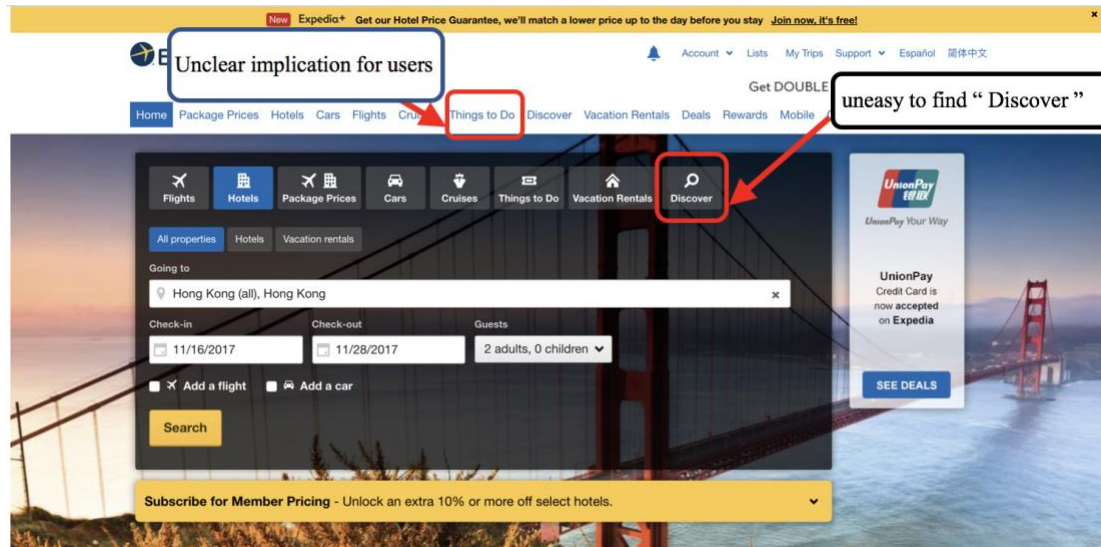 New Expedia+ Get our Hotel Price Guarantee, we'll match a lower price up to the day before you stay Join now, it's free! ×
E
Unclear implication for users
Account Lists My Trips Support Español 简体中文
Get DOUBLE
uneasy to find “ Discover ”
Home Package Prices Hotels Cars Flights Cru Things to Do Discover Vacation Rentals Deals Rewards Mobile
Flights Hotels Package Prices Cars Cruises Things to Do Vacation Rentals Discover
UnionPay
银联
UnionPay Your Way
All properties Hotels Vacation rentals
Going to
Hong Kong (all), Hong Kong ×
UnionPay
Credit Card is
now accepted
on Expedia
Check-in Check-out Guests
11/16/2017 11/28/2017 2 adults, 0 children
Add a flight Add a car
SEE DEALS
Search
Subscribe for Member Pricing - Unlock an extra 10% or more off select hotels.